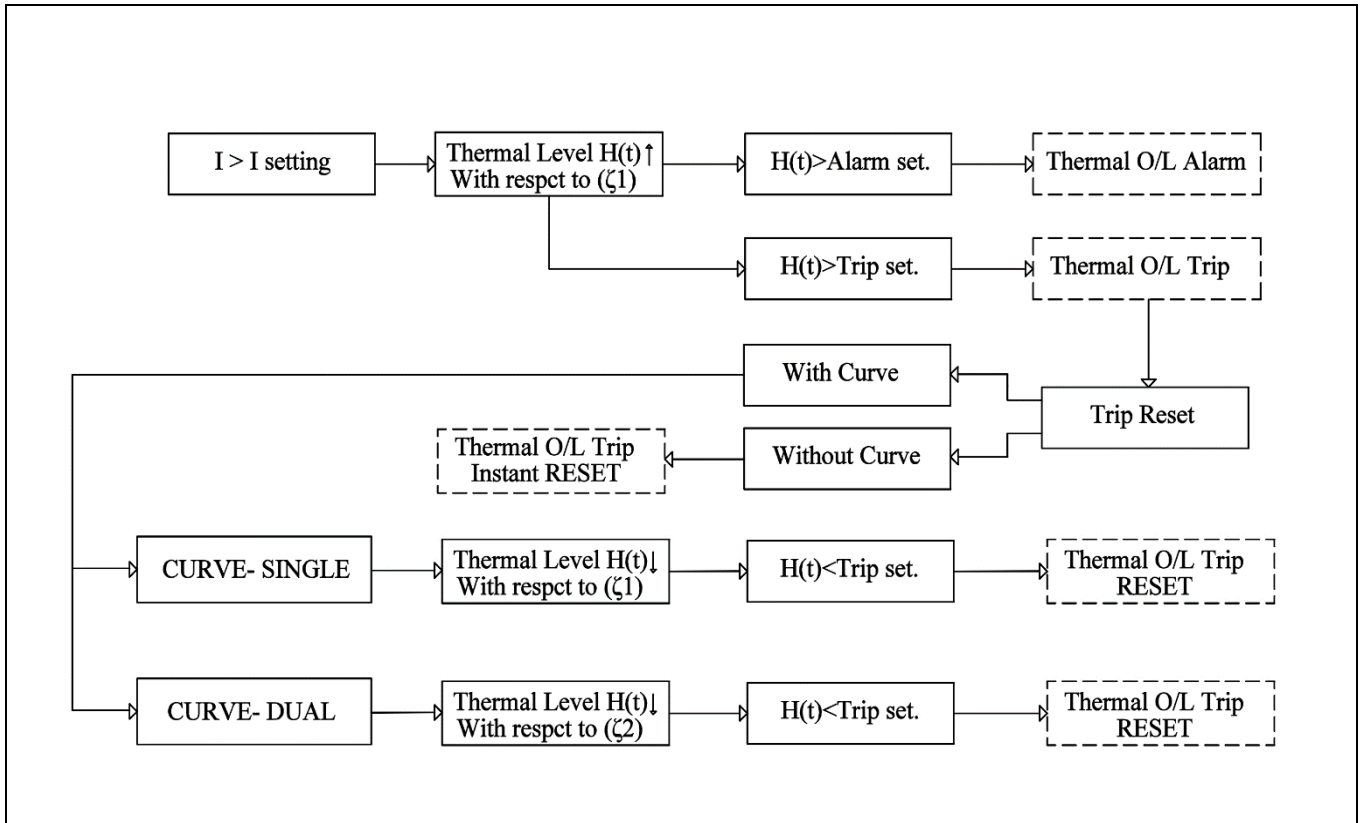 I > I setting
Thermal Level H(t)↑
With respct to (ζ1)
H(t)>Alarm set.
Thermal O/L Alarm
H(t)>Trip set.
Thermal O/L Trip
With Curve
Trip Reset
Without Curve
Thermal O/L Trip
Instant RESET
CURVE- SINGLE
Thermal Level H(t)↓
With respct to (ζ1)
H(t)<Trip set.
Thermal O/L Trip
RESET
CURVE- DUAL
Thermal Level H(t)↓
With respct to (ζ2)
H(t)<Trip set.
Thermal O/L Trip
RESET